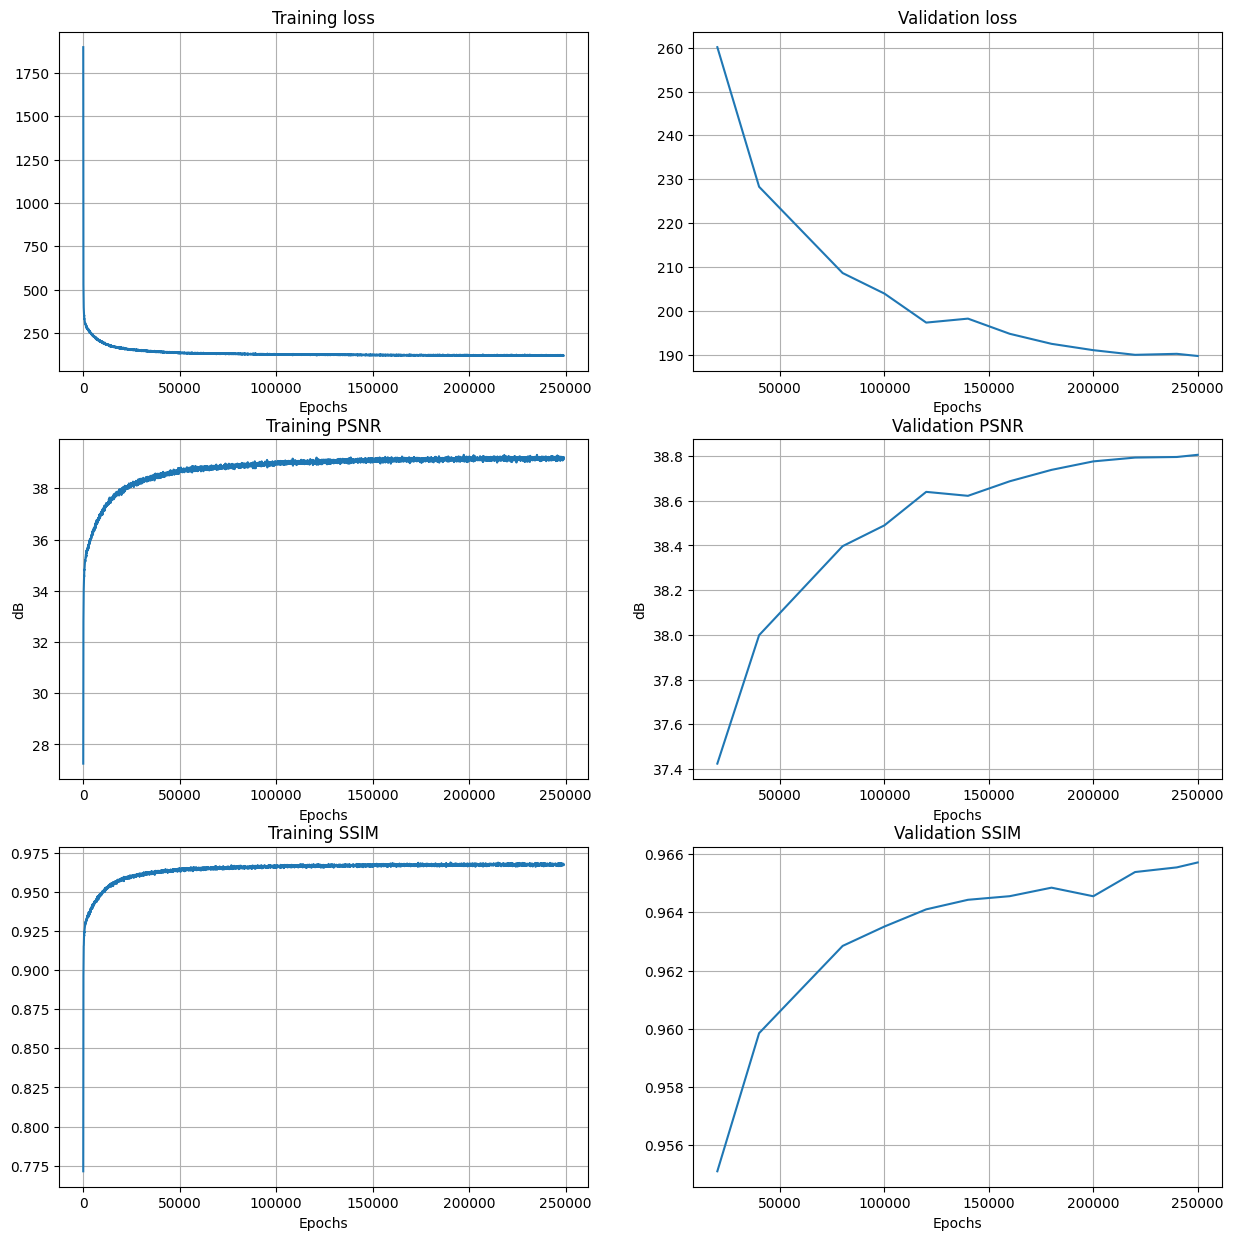 Training loss
1750
1500
1250
1000
750
500
250
0 50000 100000 150000 200000 250000
Epochs
Validation loss
260
250
240
230
220
210
200
190
50000 100000 150000 200000 250000
Epochs
Training PSNR
dB
38
36
34
32
30
28
0 50000 100000 150000 200000 250000
Epochs
Validation PSNR
dB
38.8
38.6
38.4
38.2
38.0
37.8
37.6
37.4
50000 100000 150000 200000 250000
Epochs
Training SSIM
0.975
0.950
0.925
0.900
0.875
0.850
0.825
0.800
0.775
0 50000 100000 150000 200000 250000
Epochs
Validation SSIM
0.966
0.964
0.962
0.960
0.958
0.956
50000 100000 150000 200000 250000
Epochs